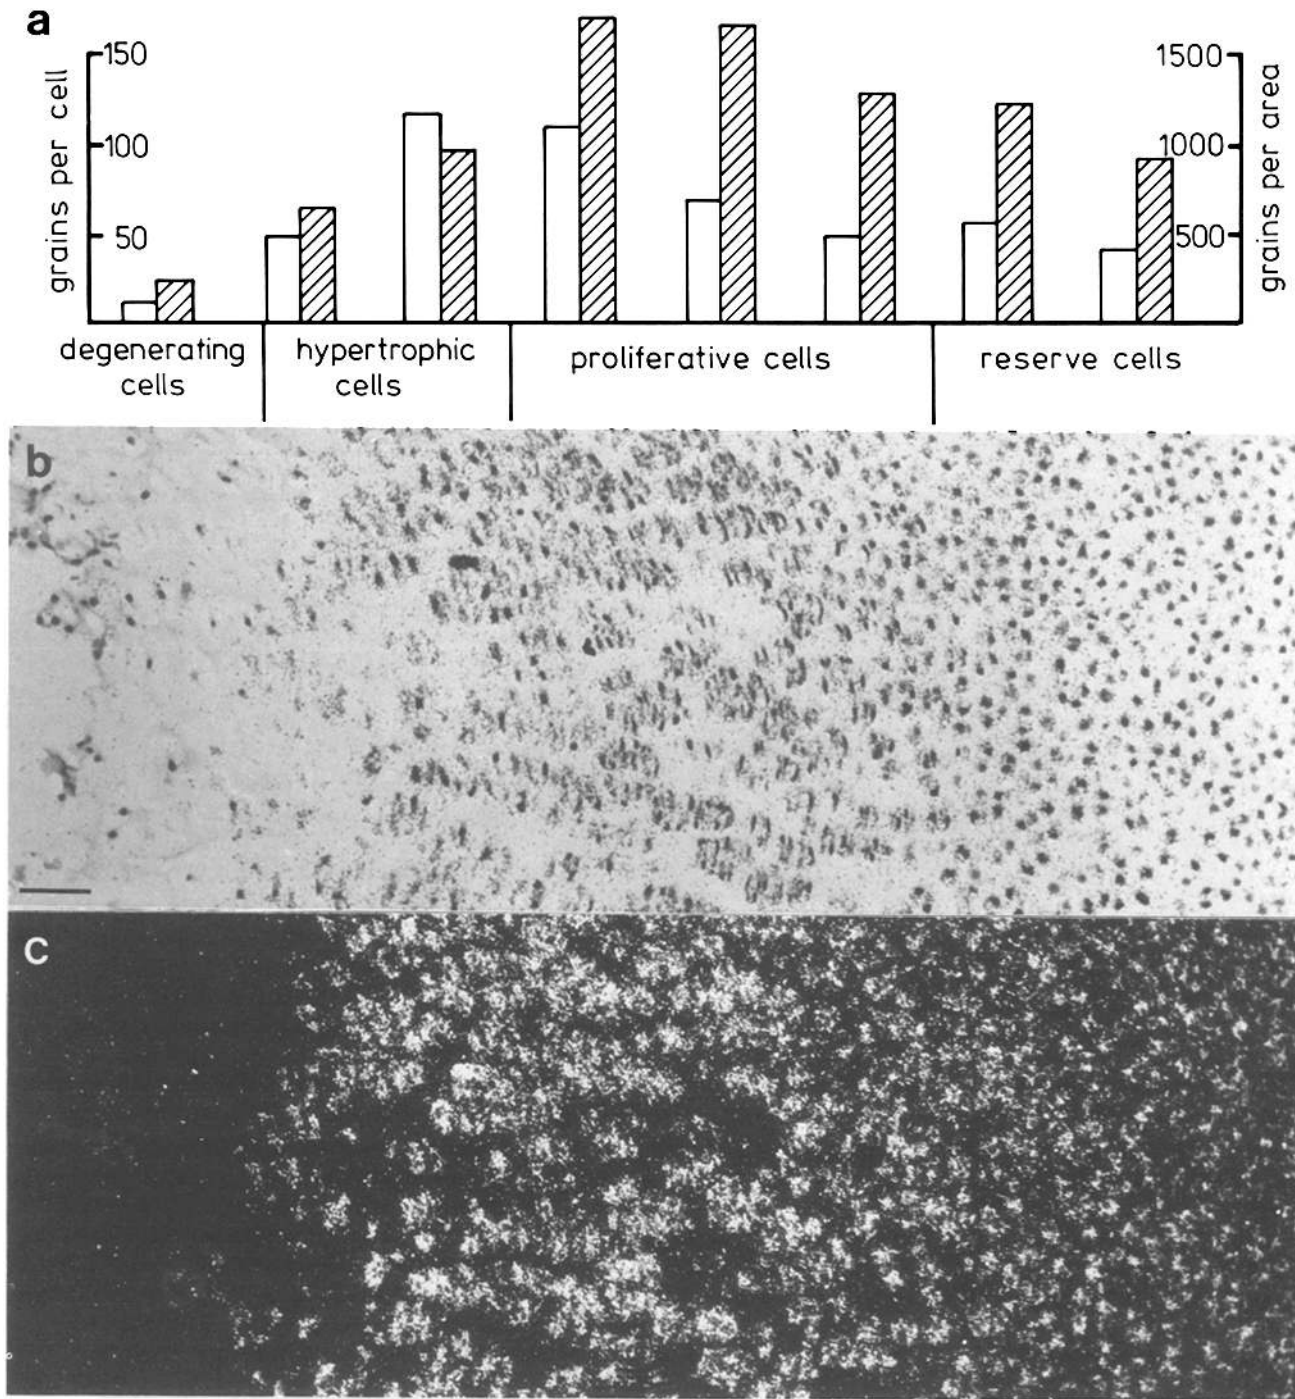 a
150
100
50
grains per cell
1500
1000
500
grains per area
degenerating
cells
hypertrophic
cells
proliferative cells
reserve cells
b
c